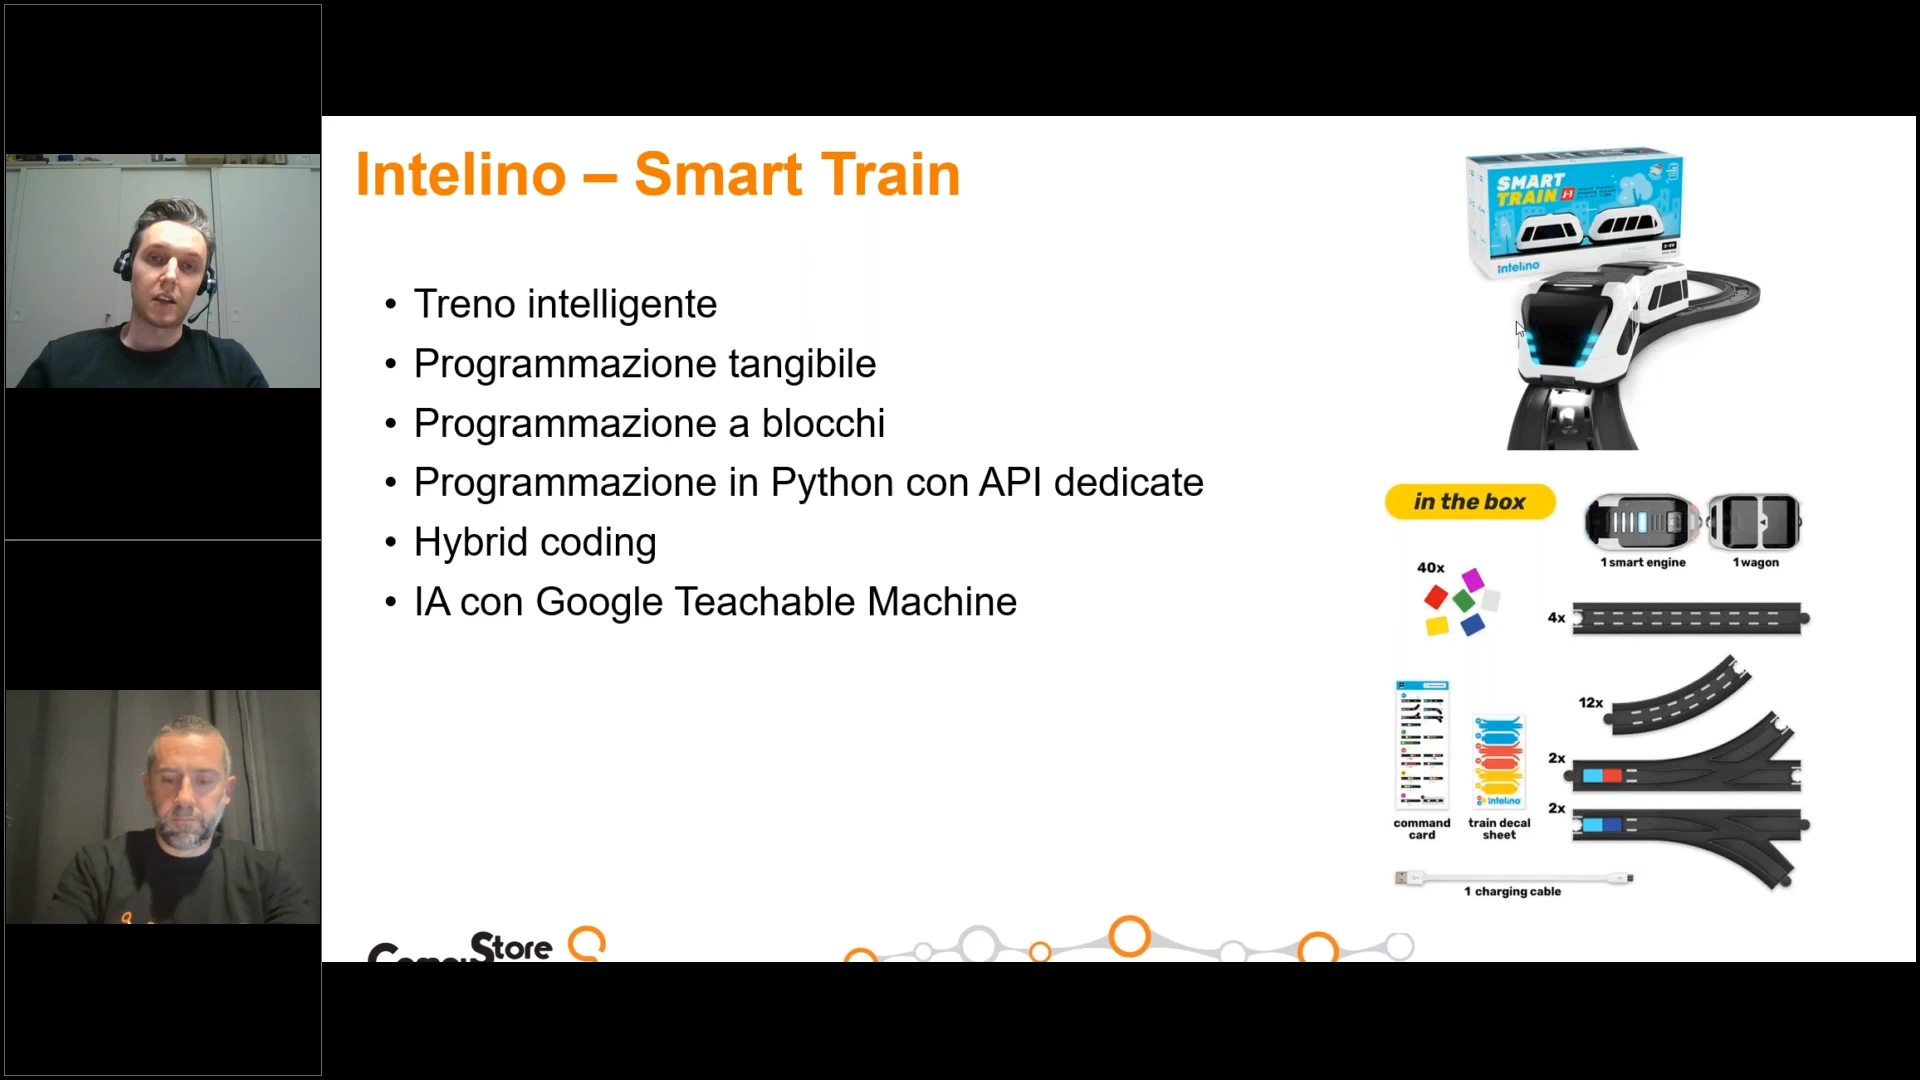 Intelino – Smart Train
• Treno intelligente
• Programmazione tangibile
• Programmazione a blocchi
• Programmazione in Python con API dedicate
• Hybrid coding
• IA con Google Teachable Machine
SMART
TRAIN
intelino
in the box
1 smart engine
1 wagon
40x
4x
12x
2x
2x
intelino
command
card
train decal
sheet
1 charging cable
Store